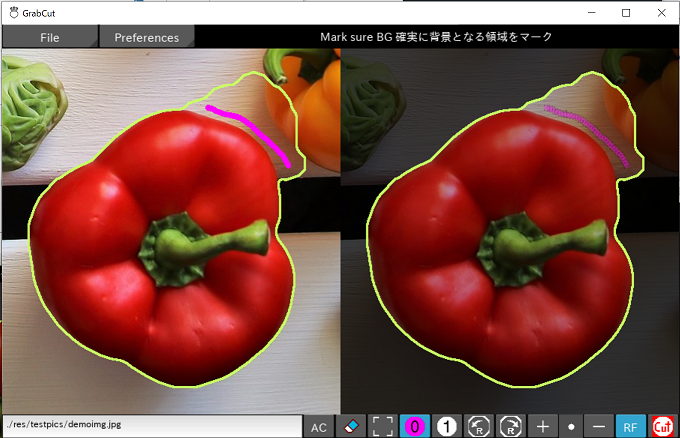 GrabCut
File
Preferences
Mark sure BG 確実に背景となる領域をマーク
./res/testpics/demoimg.jpg
AC
0
1
R
R
RF
Cut